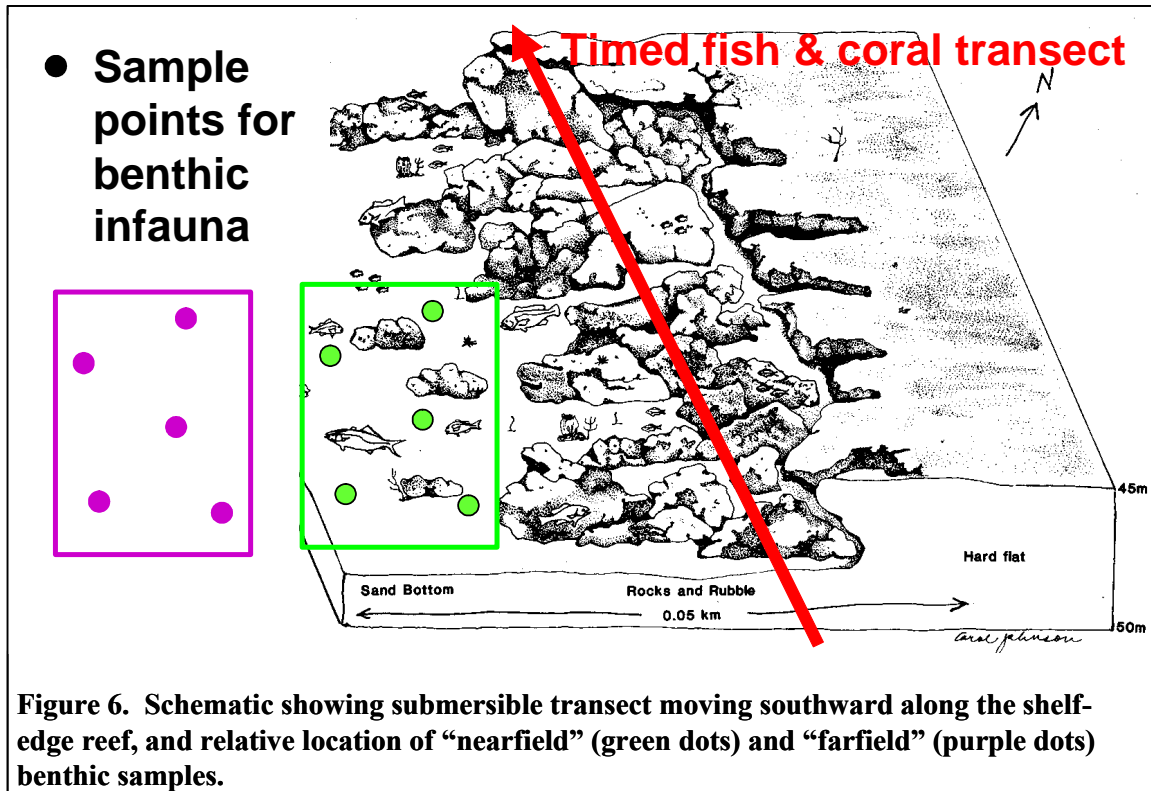 Timed fish & coral transect
● Sample
points for
benthic
infauna
N
45m
Hard flat
Sand Bottom
Rocks and Rubble
0.05 km
50m
Carol Johnson
Figure 6.  Schematic showing submersible transect moving southward along the shelf-
edge reef, and relative location of “nearfield” (green dots) and “farfield” (purple dots)
benthic samples.